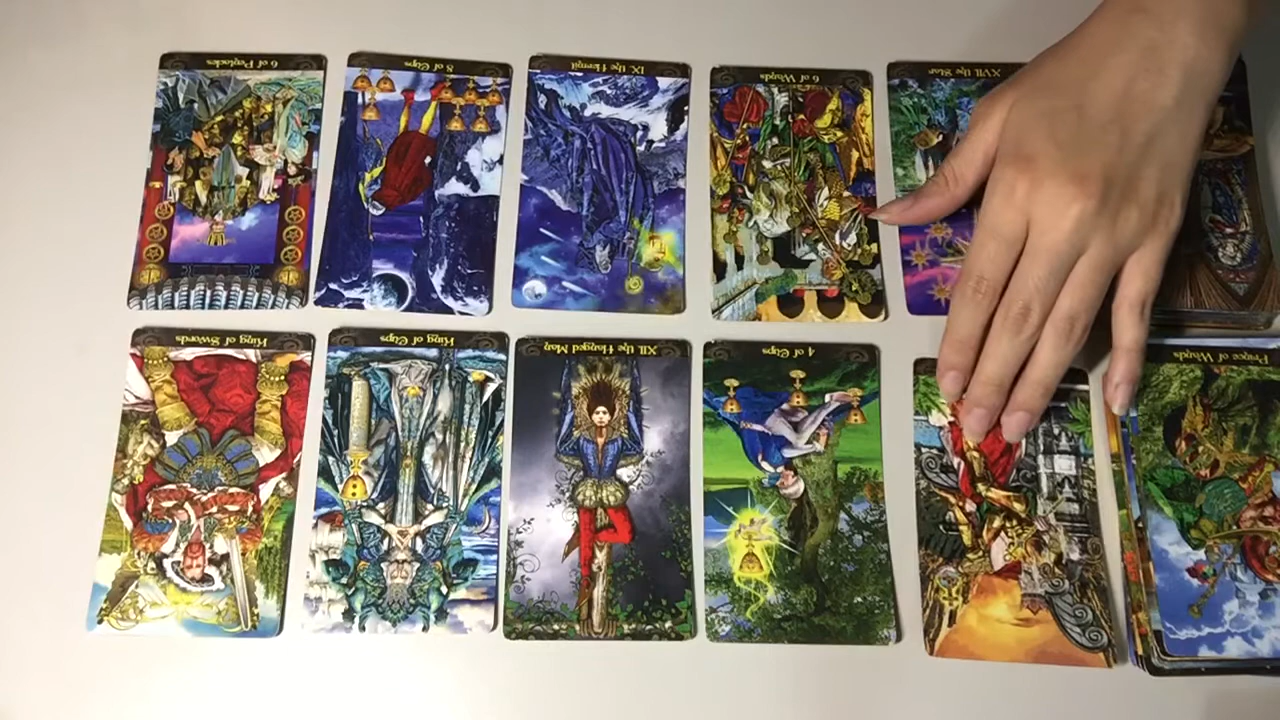 6 of Pentacles
8 of Cups
IX. the Hermit
6 of Wands
XVII. the Star
King of Swords
King of Cups
XII. the Hanged Man
4 of Cups
Prince of Wands